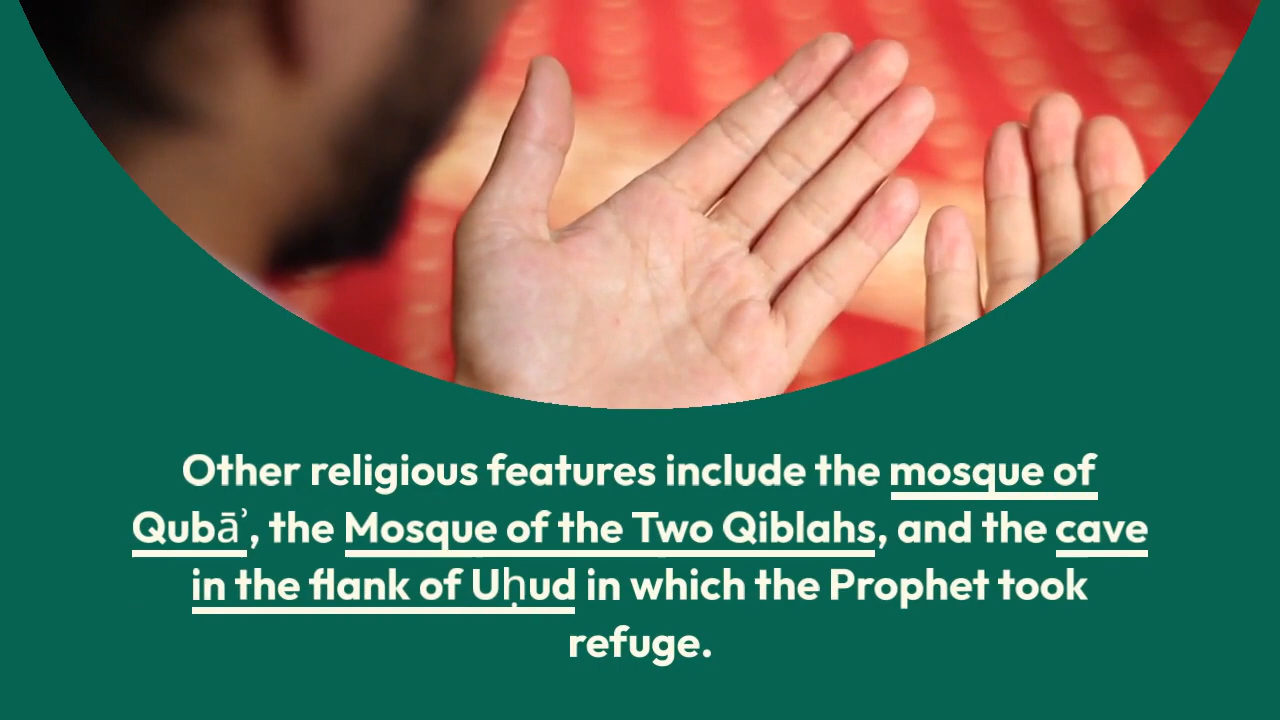 Other religious features include the mosque of
Qubāʾ, the Mosque of the Two Qiblahs, and the cave
in the flank of Uḥud in which the Prophet took
refuge.